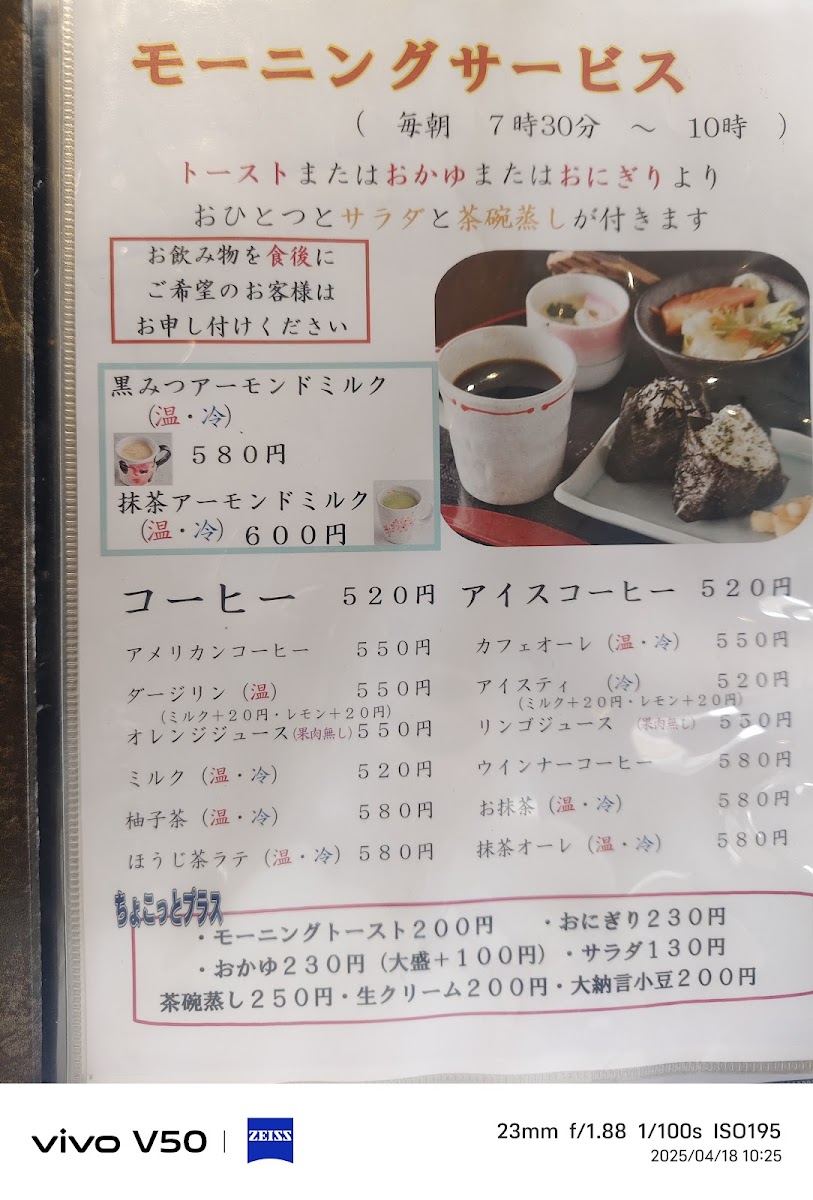 モーニングサービス
（　毎朝　７時30分　～　10時　）
トーストまたはおかゆまたはおにぎりより
おひとつとサラダと茶碗蒸しが付きます
お飲み物を食後に
ご希望のお客様は
お申し付けください
黒みつアーモンドミルク
（温・冷）
５８０円
抹茶アーモンドミルク
（温・冷）　６００円
コーヒー　５２０円
アメリカンコーヒー　５５０円
ダージリン（温）　５５０円
（ミルク＋２０円・レモン＋２０円）
オレンジジュース（果肉無し）５５０円
ミルク（温・冷）　５２０円
柚子茶（温・冷）　５８０円
ほうじ茶ラテ（温・冷）５８０円
アイスコーヒー　５２０円
カフェオーレ（温・冷）　５５０円
アイスティ　（冷）　５２０円
（ミルク＋２０円・レモン＋２０円）
リンゴジュース　（果肉無し）　５５０円
ウインナーコーヒー　５８０円
お抹茶（温・冷）　５８０円
抹茶オーレ（温・冷）　５８０円
ちょこっとプラス
・モーニングトースト２００円　・おにぎり２３０円
・おかゆ２３０円（大盛＋１００円）・サラダ１３０円
茶碗蒸し２５０円・生クリーム２００円・大納言小豆２００円
vivo V50 | ZEISS
23mm f/1.88 1/100s ISO195
2025/04/18 10:25